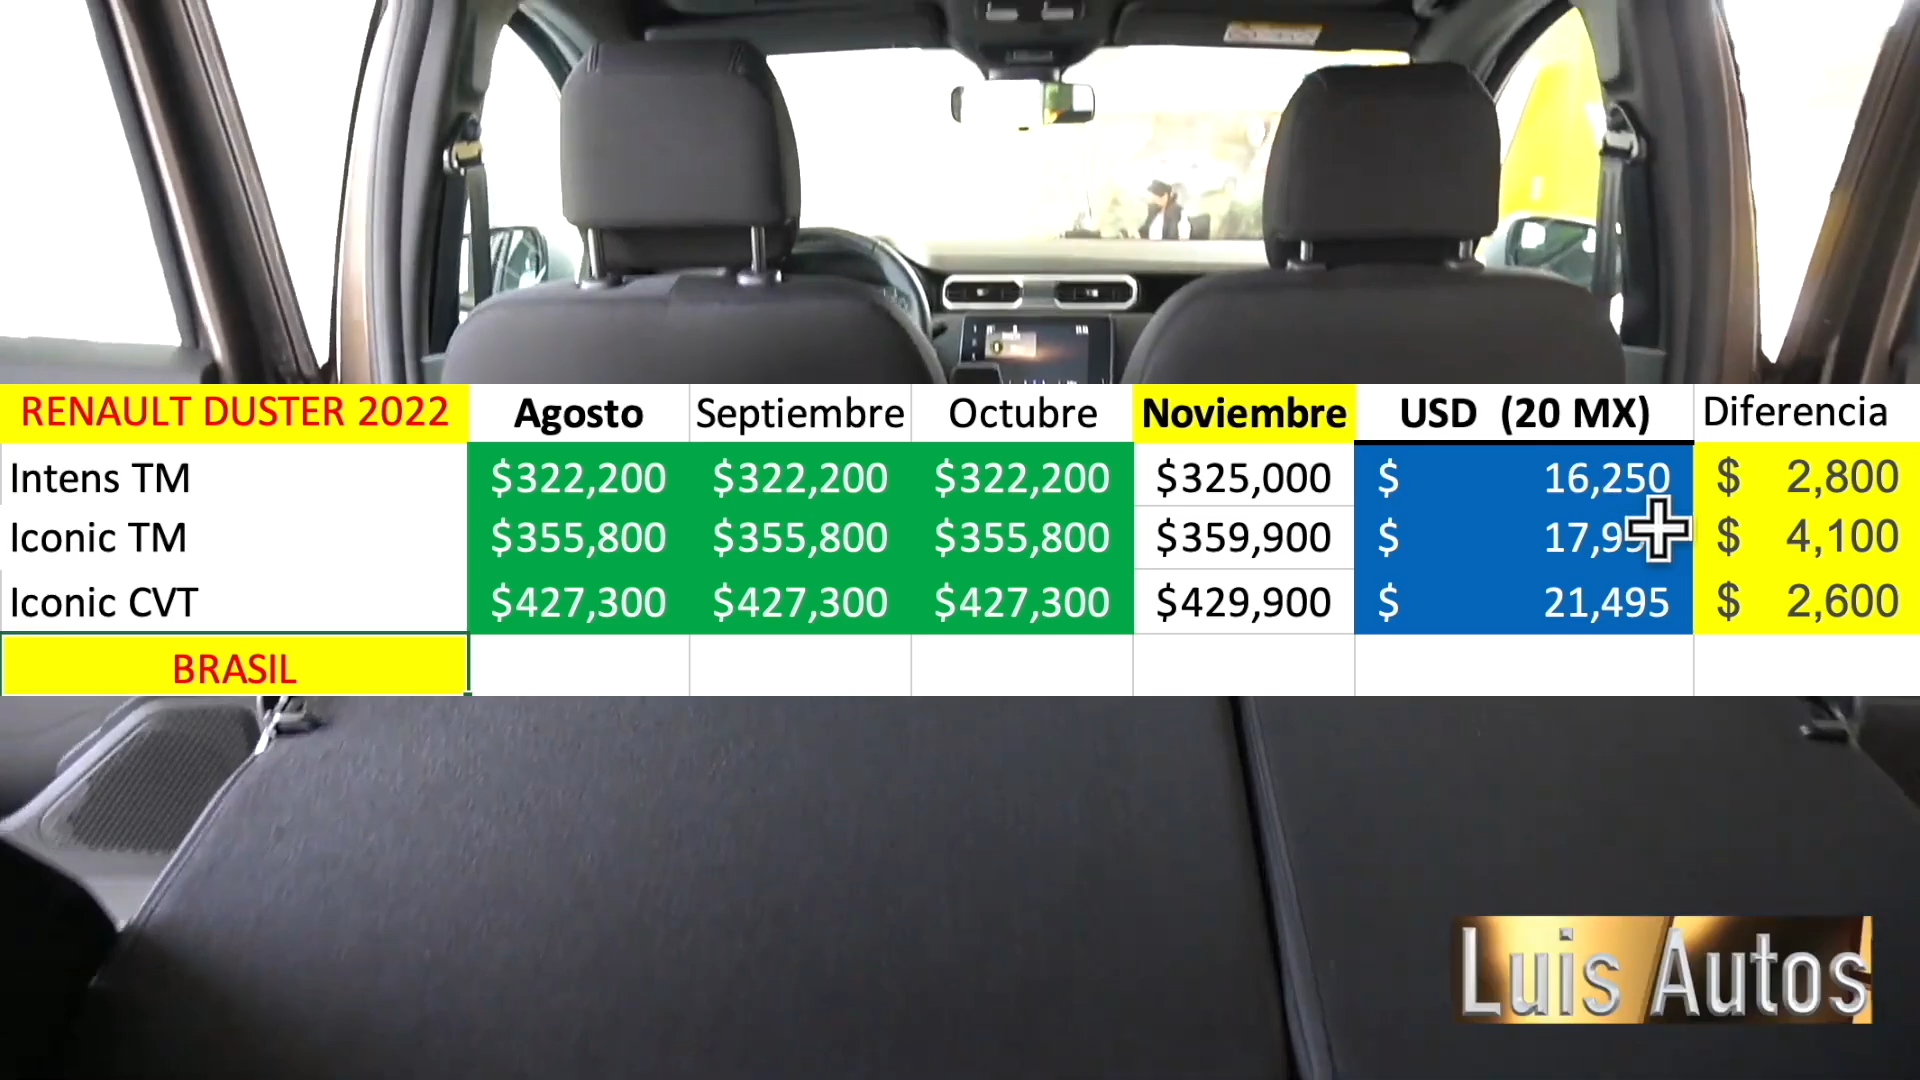 RENAULT DUSTER 2022 Agosto Septiembre Octubre Noviembre USD (20 MX) Diferencia
Intens TM $322,200 $322,200 $322,200 $325,000 $ 16,250 $ 2,800
Iconic TM $355,800 $355,800 $355,800 $359,900 $ $ 4,100
Iconic CVT $427,300 $427,300 $427,300 $429,900 $ 21,495 $ 2,600
BRASIL
Luis Autos